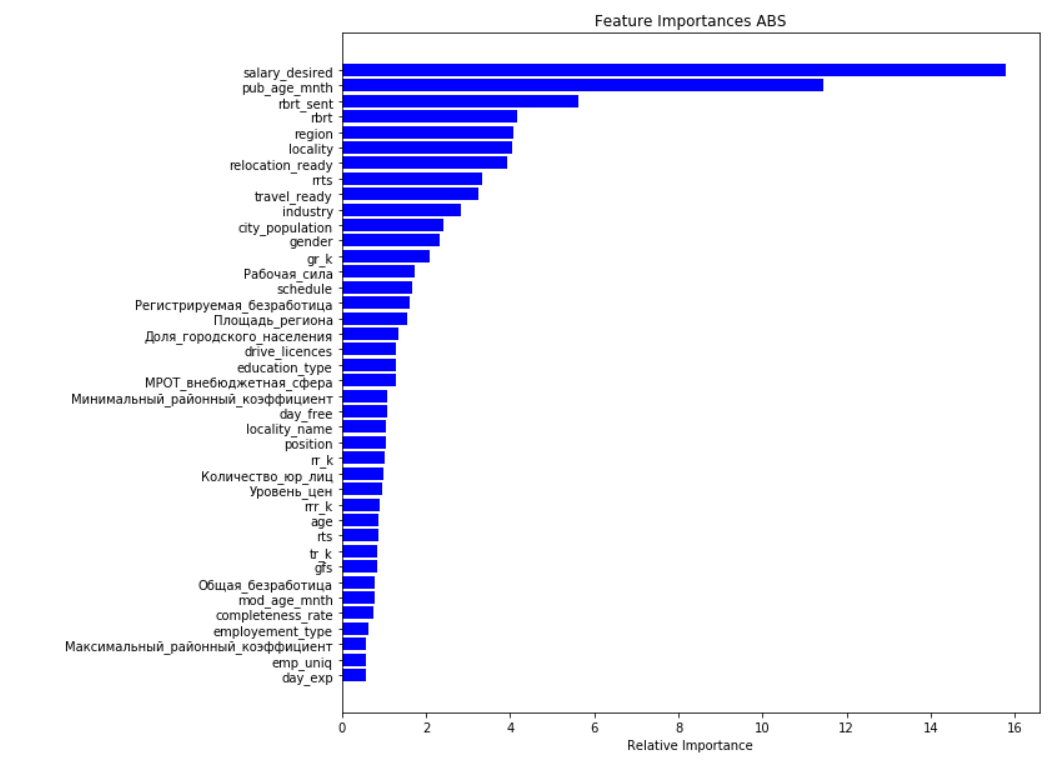 Feature Importances ABS
salary_desired
pub_age_mnth
rbrt_sent
rbrt
region
locality
relocation_ready
rrts
travel_ready
industry
city_population
gender
gr_k
Рабочая_сила
schedule
Регистрируемая_безработица
Площадь_региона
Доля_городского_населения
drive_licences
education_type
МРОТ_внебюджетная_сфера
Минимальный_районный_коэффициент
day_free
locality_name
position
rr_k
Количество_юр_лиц
Уровень_цен
rrr_k
age
rts
tr_k
gfs
Общая_безработица
mod_age_mnth
completeness_rate
employement_type
Максимальный_районный_коэффициент
emp_uniq
day_exp
0 2 4 6 8 10 12 14 16
Relative Importance